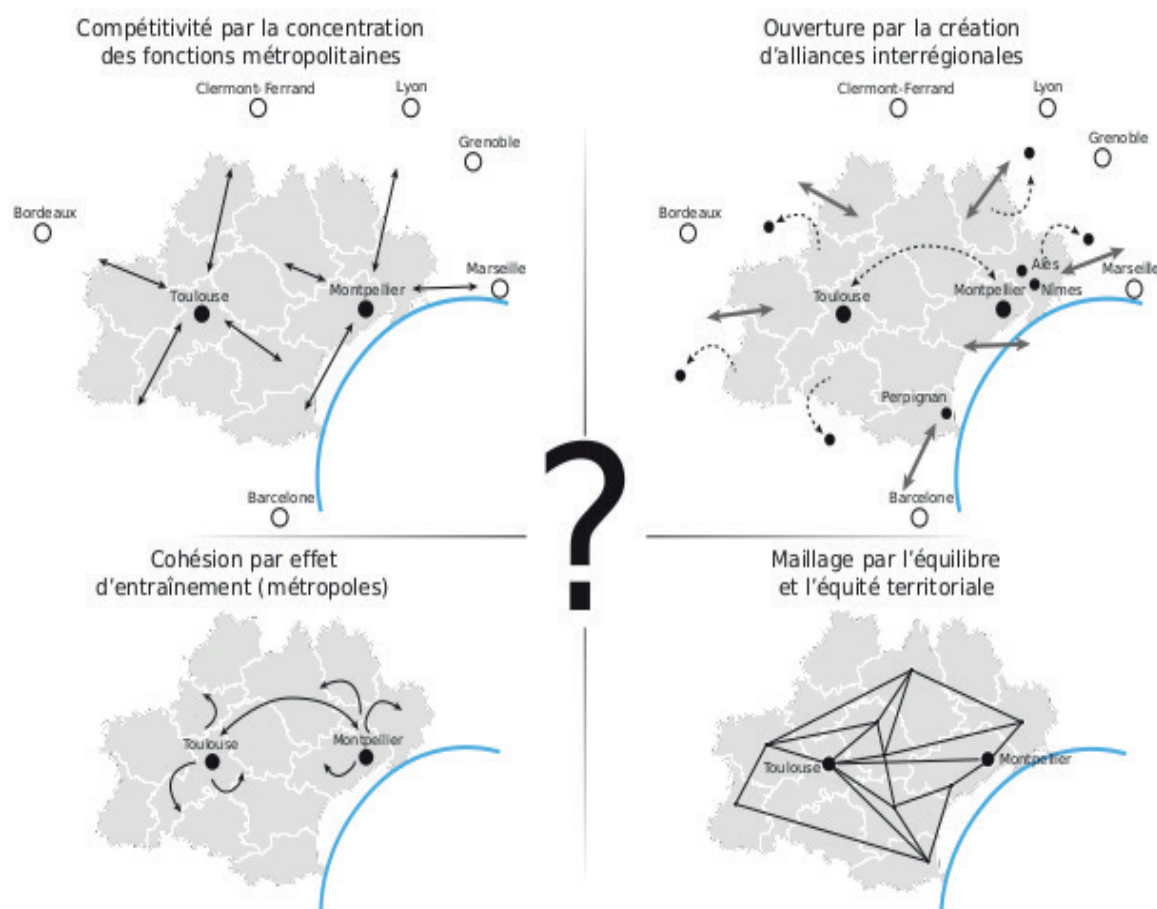 Compétitivité par la concentration
des fonctions métropolitaines
Clermont-Ferrand
Lyon
Grenoble
Bordeaux
Marseille
Toulouse
Montpellier
Barcelone
Ouverture par la création
d'alliances interrégionales
Clermont-Ferrand
Lyon
Grenoble
Bordeaux
Marseille
Alès
Nîmes
Toulouse
Montpellier
Perpignan
Barcelone
?
Cohésion par effet
d'entraînement (métropoles)
Toulouse
Montpellier
Maillage par l'équilibre
et l'équité territoriale
Toulouse
Montpellier